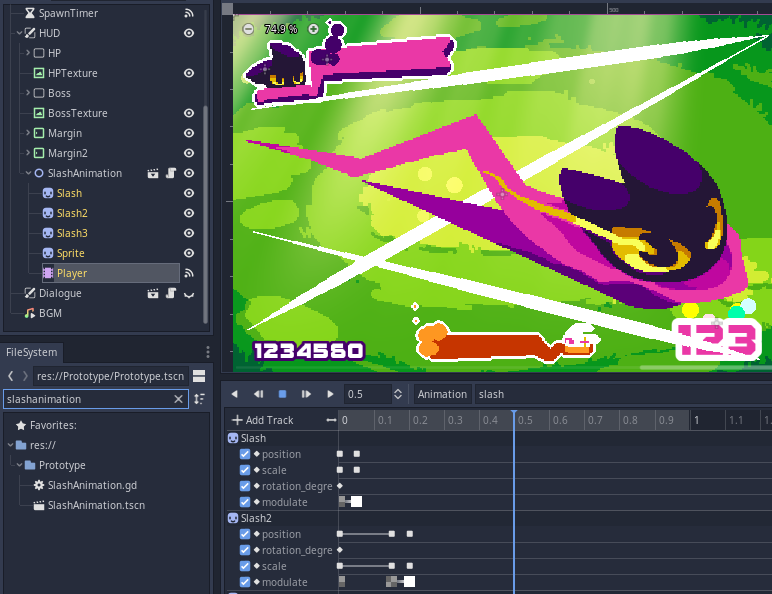 SpawnTimer
HUD
HP
HPTexture
Boss
BossTexture
Margin
Margin2
SlashAnimation
Slash
Slash2
Slash3
Sprite
Player
Dialogue
BGM
FileSystem
res://Prototype/Prototype.tscn
slashanimation
Favorites:
res://
Prototype
SlashAnimation.gd
SlashAnimation.tscn
500
74.9 %
1234560
123
0.5 Animation slash
Add Track 0 0.1 0.2 0.3 0.4 0.5 0.6 0.7 0.8 0.9 1 1.1 1.
Slash
position
scale
rotation_degre
modulate
Slash2
position
rotation_degre
scale
modulate